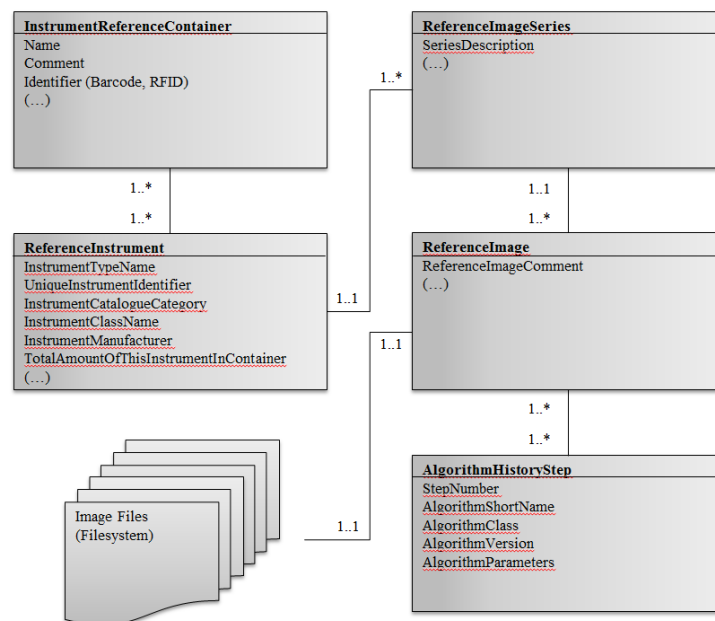 InstrumentReferenceContainer
Name
Comment
Identifier (Barcode, RFID)
(…)
ReferenceImageSeries
SeriesDescription
(…)
1..*
1..*
1..*
1..1
1..*
ReferenceInstrument
InstrumentTypeName
UniqueInstrumentIdentifier
InstrumentCatalogueCategory
InstrumentClassName
InstrumentManufacturer
TotalAmountOfThisInstrumentInContainer
(…)
1..1
ReferenceImage
ReferenceImageComment
(…)
1..1
1..*
1..*
Image Files
(Filesystem)
1..1
AlgorithmHistoryStep
StepNumber
AlgorithmShortName
AlgorithmClass
AlgorithmVersion
AlgorithmParameters